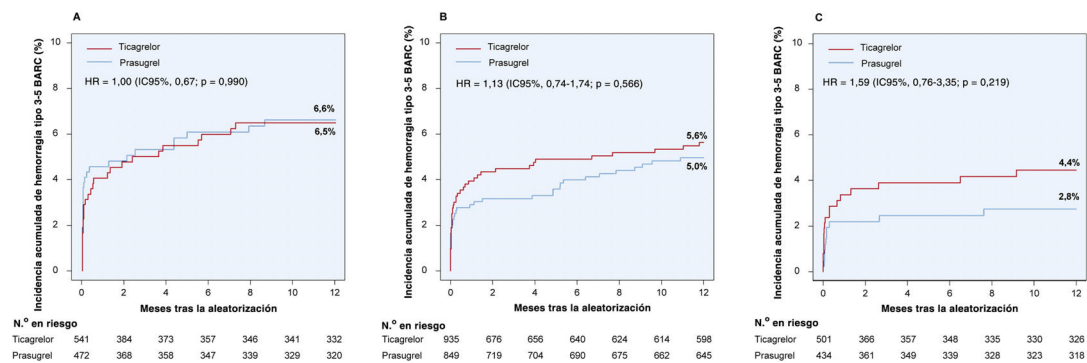 A
Incidencia acumulada de hemorragia tipo 3-5 BARC (%)
10
8
6
4
2
0
Ticagrelor
Prasugrel
HR = 1,00 (IC95%, 0,67; p = 0,990)
6,6%
6,5%
0 2 4 6 8 10 12
Meses tras la aleatorización
N.º en riesgo
Ticagrelor 541 384 373 357 346 341 332
Prasugrel 472 368 358 347 339 329 320
B
Incidencia acumulada de hemorragia tipo 3-5 BARC (%)
10
8
6
4
2
0
Ticagrelor
Prasugrel
HR = 1,13 (IC95%, 0,74-1,74; p = 0,566)
5,6%
5,0%
0 2 4 6 8 10 12
Meses tras la aleatorización
N.º en riesgo
Ticagrelor 935 676 656 640 624 614 598
Prasugrel 849 719 704 690 675 662 645
C
Incidencia acumulada de hemorragia tipo 3-5 BARC (%)
10
8
6
4
2
0
Ticagrelor
Prasugrel
HR = 1,59 (IC95%, 0,76-3,35; p = 0,219)
4,4%
2,8%
0 2 4 6 8 10 12
Meses tras la aleatorización
N.º en riesgo
Ticagrelor 501 366 357 348 335 330 320
Prasugrel 434 361 349 339 333 323 313